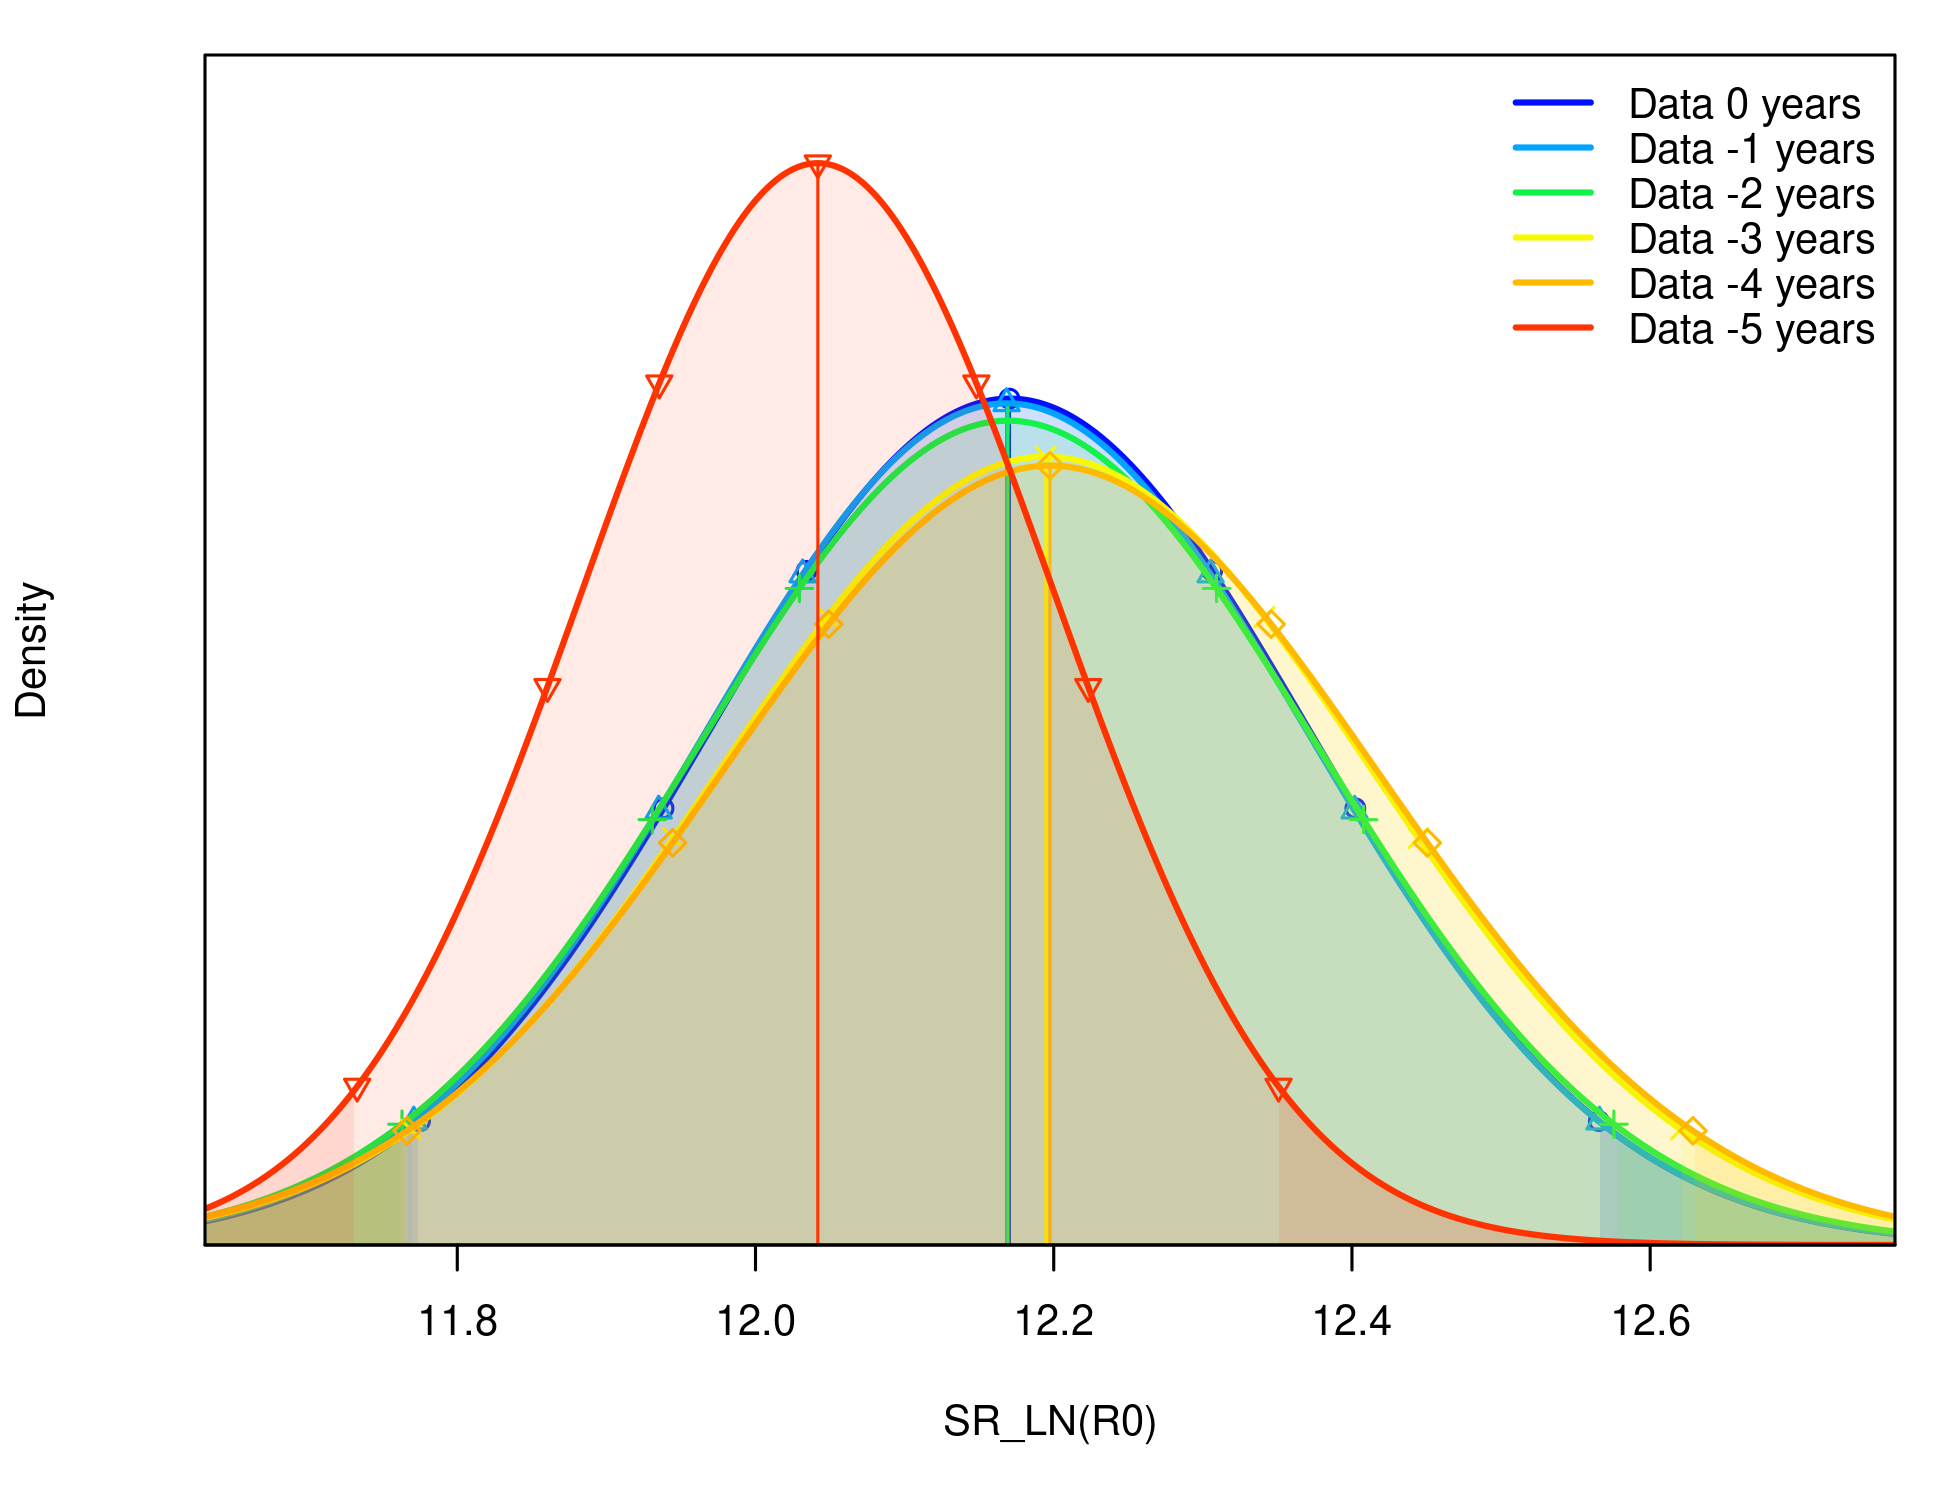 Data 0 years
Data -1 years
Data -2 years
Data -3 years
Data -4 years
Data -5 years
Density
11.8 12.0 12.2 12.4 12.6
SR_LN(R0)